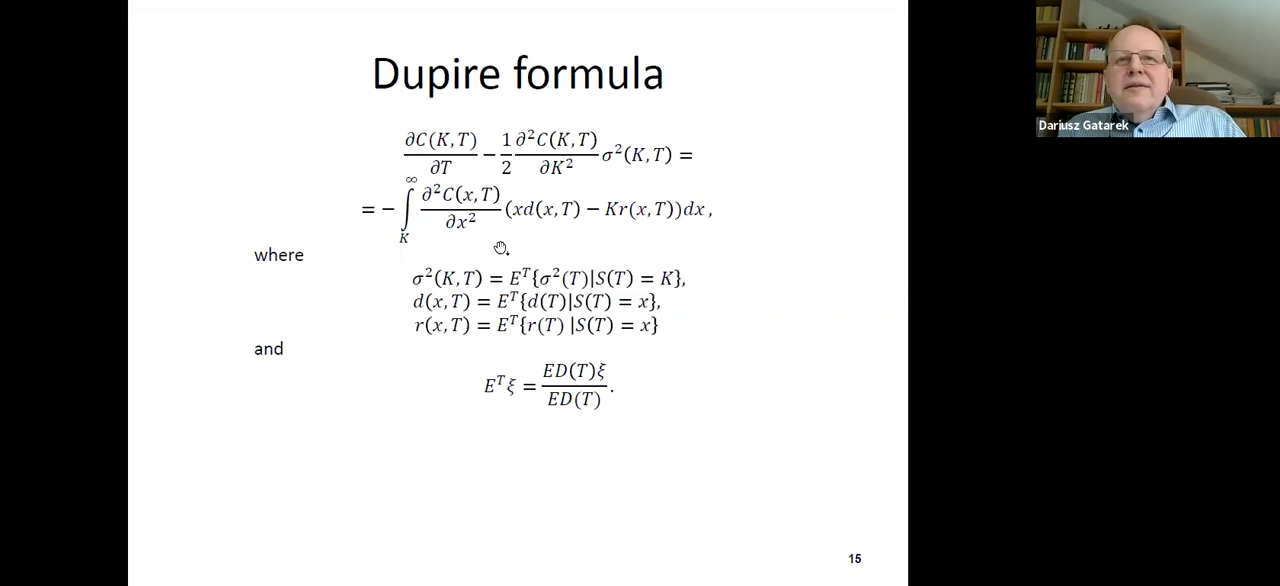 Dupire formula
∂C(K,T)/∂T − 1/2 ∂²C(K,T)/∂K² σ²(K,T) =
= − ∫_K^∞ ∂²C(x,T)/∂x² (xd(x,T) − Kr(x,T))dx ,
where
σ²(K,T) = E^T{σ²(T)|S(T) = K},
d(x,T) = E^T{d(T)|S(T) = x},
r(x,T) = E^T{r(T) |S(T) = x}
and
E^T ξ = ED(T)ξ / ED(T) .
15
Dariusz Gatarek